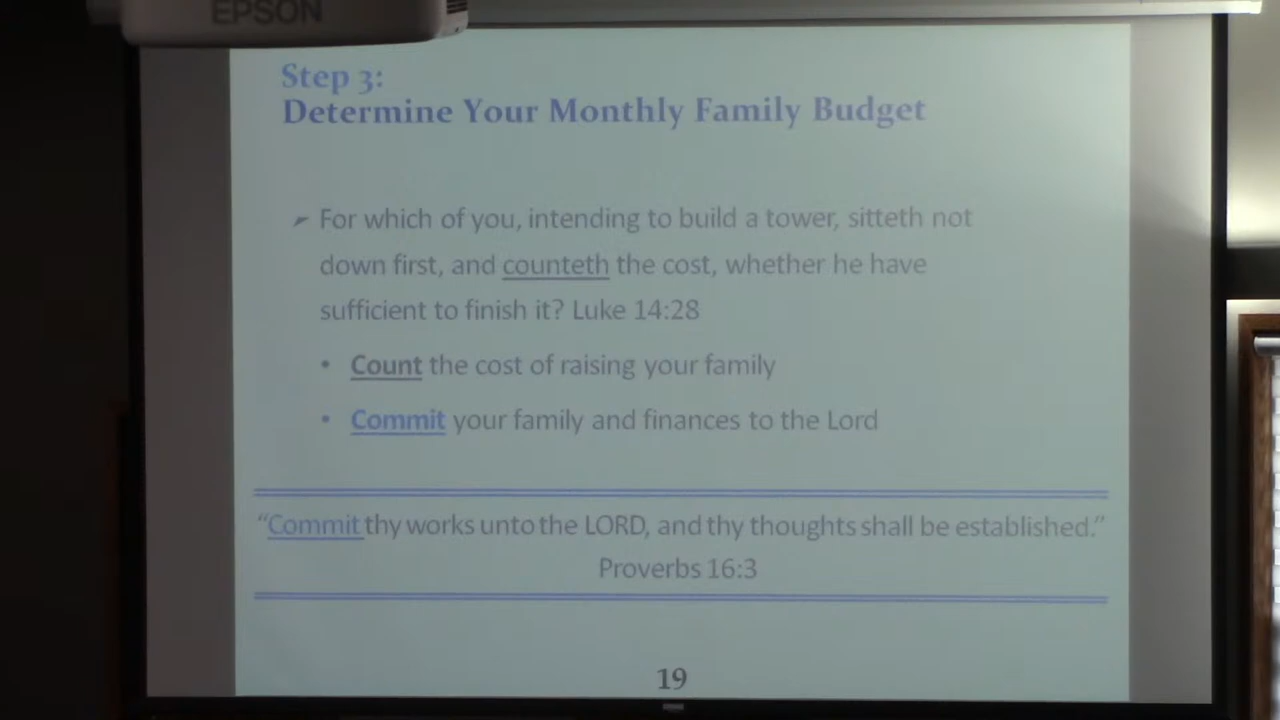 EPSON
Step 3:
Determine Your Monthly Family Budget
➢ For which of you, intending to build a tower, sitteth not
down first, and counteth the cost, whether he have
sufficient to finish it? Luke 14:28
• Count the cost of raising your family
• Commit your family and finances to the Lord
“Commit thy works unto the LORD, and thy thoughts shall be established.”
Proverbs 16:3
19